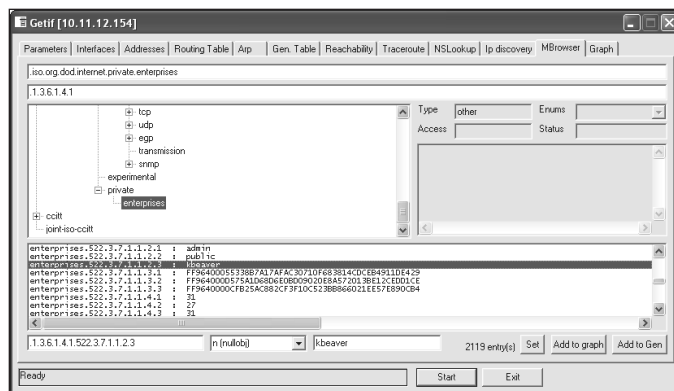 Getif [10.11.12.154]
Parameters Interfaces Addresses Routing Table Arp Gen. Table Reachability Traceroute NSLookup Ip discovery MBrowser Graph
.iso.org.dod.internet.private.enterprises
.1.3.6.1.4.1
tcp
udp
egp
transmission
snmp
experimental
private
enterprises
ccitt
joint-iso-ccitt
Type other Enums
Access Status
enterprises.522.3.7.1.1.2.1 : admin
enterprises.522.3.7.1.1.2.2 : public
enterprises.522.3.7.1.1.2.3 : kbeaver
enterprises.522.3.7.1.1.3.1 : FF96400055338B7A17AFAC30710F683814CDCEB4911DE429
enterprises.522.3.7.1.1.3.2 : FF964000D575A1D68D6E0BD09020E8A572013BE12CEDD1CE
enterprises.522.3.7.1.1.3.3 : FF964000CFB25AC882CF3F10C523BB866021EE57E890CB4
enterprises.522.3.7.1.1.4.1 : 31
enterprises.522.3.7.1.1.4.2 : 27
enterprises.522.3.7.1.1.4.3 : 31
.1.3.6.1.4.1.522.3.7.1.1.2.3 n (nullobj) kbeaver 2119 entry(s) Set Add to graph Add to Gen
Ready Start Exit